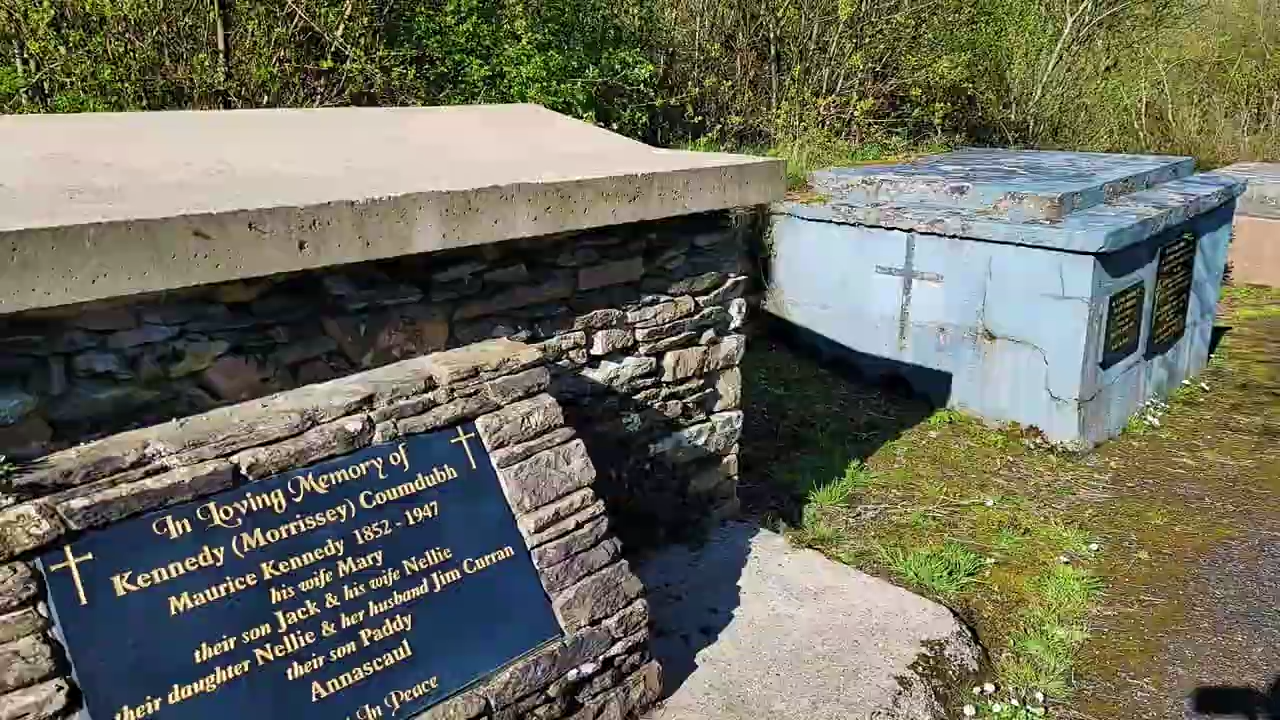 In Loving Memory of
Kennedy (Morrissey) Coumdubh
Maurice Kennedy 1852 - 1947
his wife Mary
their son Jack & his wife Nellie
their daughter Nellie & her husband Jim Curran
their son Paddy
Annascaul
In Peace